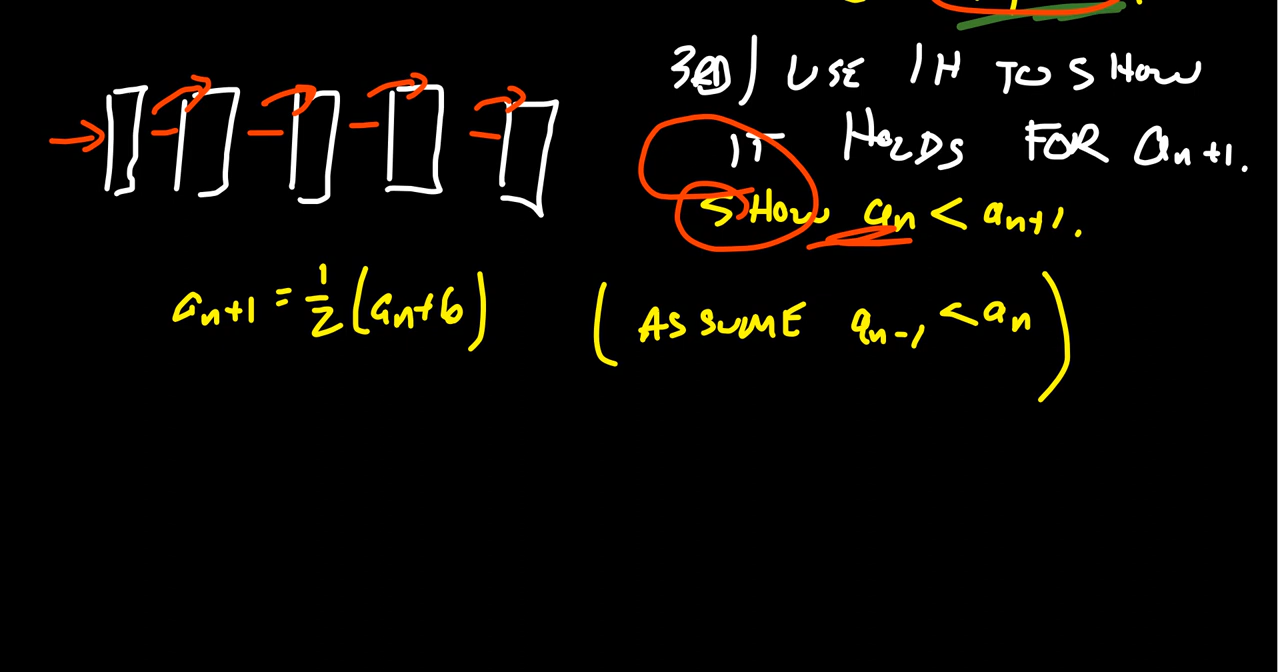 3RD) USE IH TO SHOW
IT HOLDS FOR aₙ₊₁.
SHOW aₙ < aₙ₊₁.
aₙ₊₁ = 1/2 (aₙ+6)
(ASSUME aₙ₋₁ < aₙ)